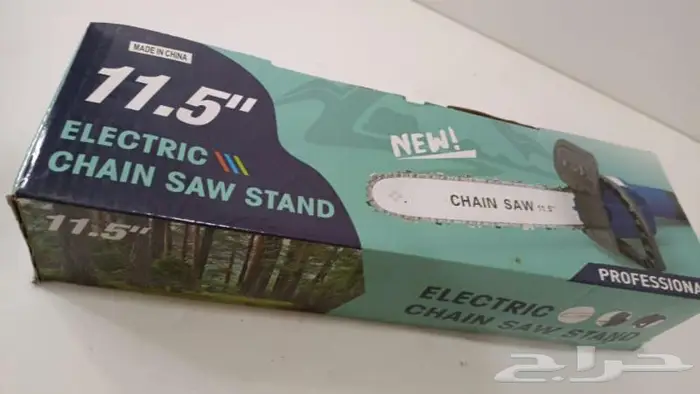 MADE IN CHINA
11.5"
ELECTRIC
CHAIN SAW STAND
NEW!
CHAIN SAW 11.5"
PROFESSIONA
11.5"
ELECTRIC
CHAIN SAW STAND
حراج